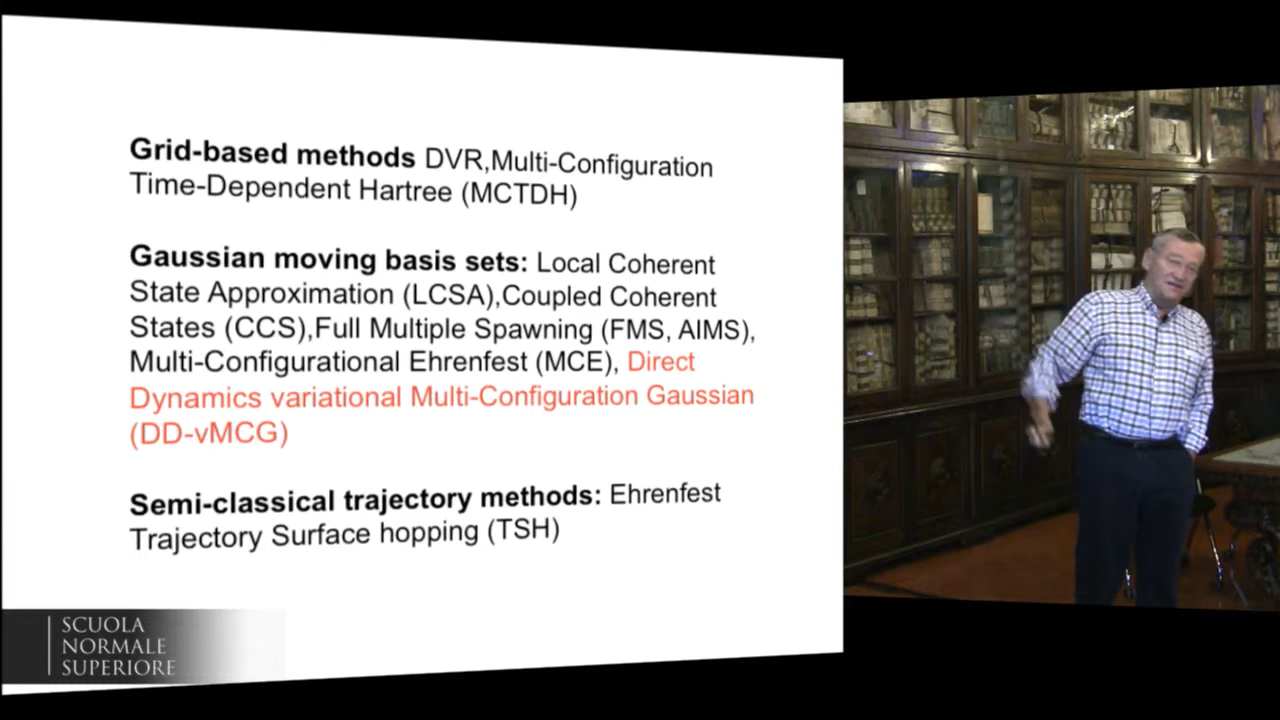 Grid-based methods DVR,Multi-Configuration
Time-Dependent Hartree (MCTDH)
Gaussian moving basis sets: Local Coherent
State Approximation (LCSA),Coupled Coherent
States (CCS),Full Multiple Spawning (FMS, AIMS),
Multi-Configurational Ehrenfest (MCE), Direct
Dynamics variational Multi-Configuration Gaussian
(DD-vMCG)
Semi-classical trajectory methods: Ehrenfest
Trajectory Surface hopping (TSH)
SCUOLA
NORMALE
SUPERIORE